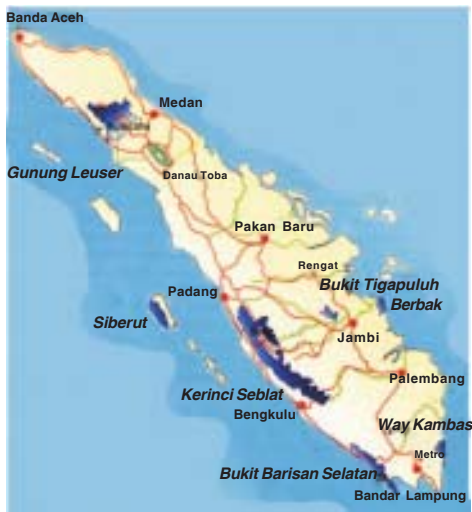 Banda Aceh
Medan
Gunung Leuser
Danau Toba
Pakan Baru
Rengat
Bukit Tigapuluh
Berbak
Padang
Siberut
Jambi
Palembang
Kerinci Seblat
Bengkulu
Way Kambas
Metro
Bukit Barisan Selatan
Bandar Lampung